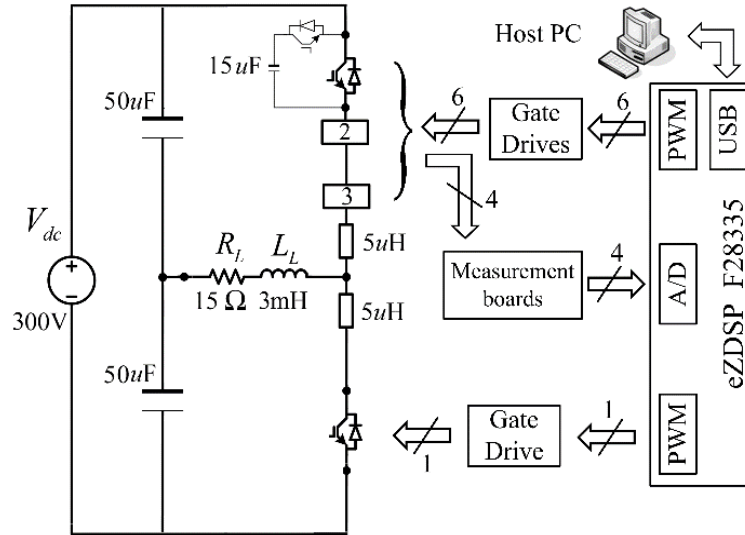 Host PC
15uF
50uF
6
Gate
Drives
6
PWM
USB
2
3
4
V_dc
R_L
L_L
5uH
15 Ω
3mH
Measurement
boards
4
A/D
eZDSP F28335
300V
5uH
50uF
1
Gate
Drive
1
PWM